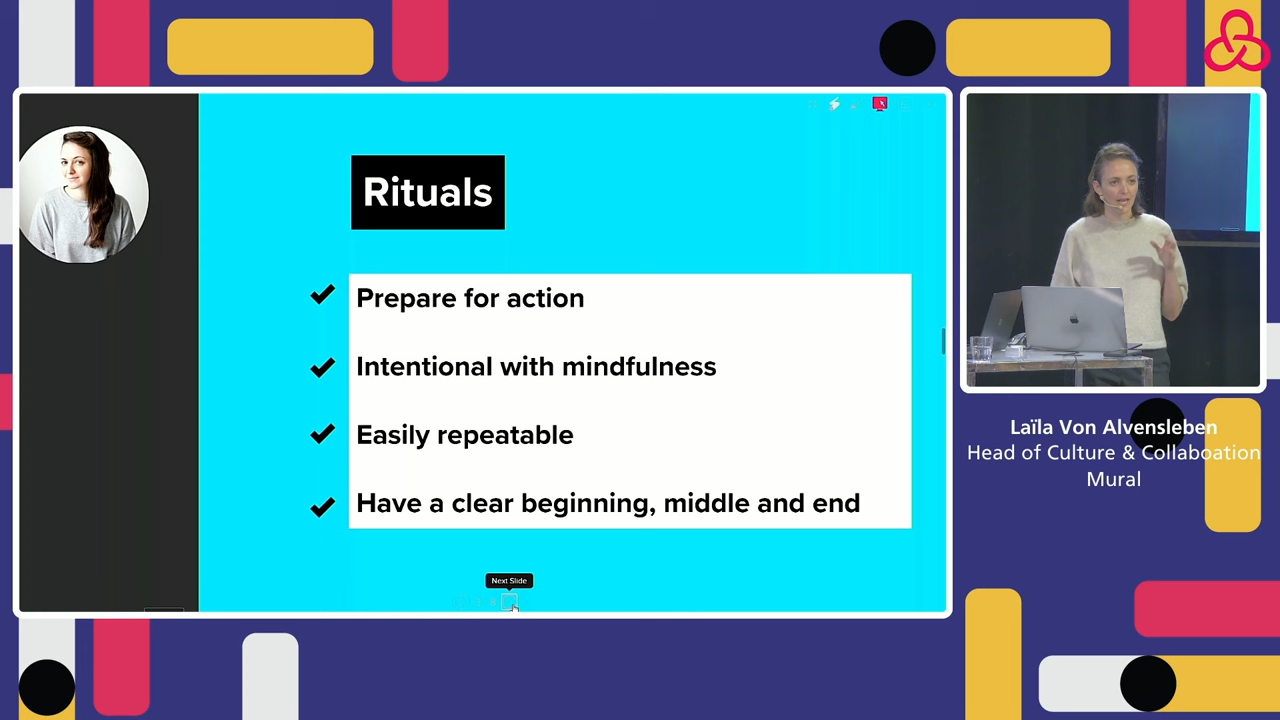 Rituals
Prepare for action
Intentional with mindfulness
Easily repeatable
Have a clear beginning, middle and end
Next Slide
Laïla Von Alvensleben
Head of Culture & Collaboation
Mural